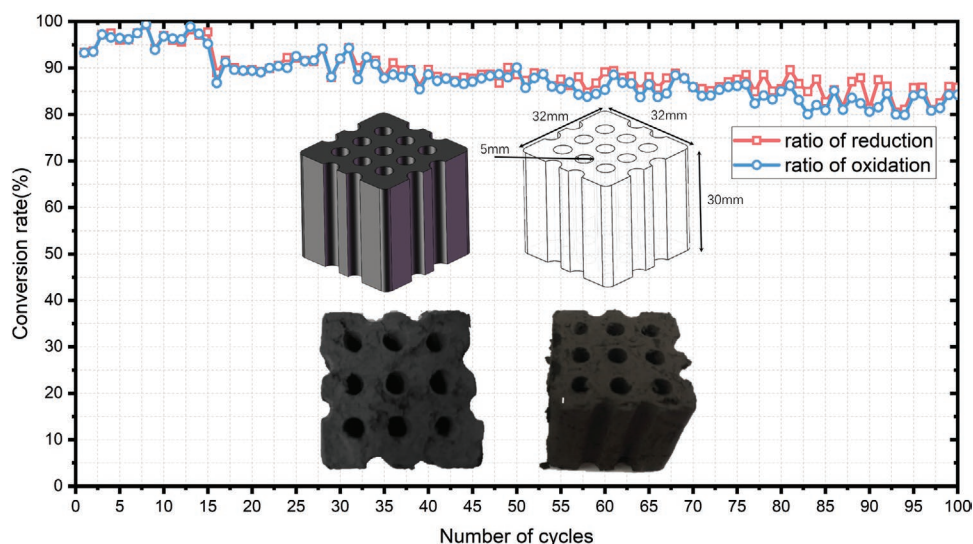 100
90
80
70
60
50
40
30
20
10
0
Conversion rate(%)
32mm
32mm
5mm
30mm
ratio of reduction
ratio of oxidation
0 5 10 15 20 25 30 35 40 45 50 55 60 65 70 75 80 85 90 95 100
Number of cycles